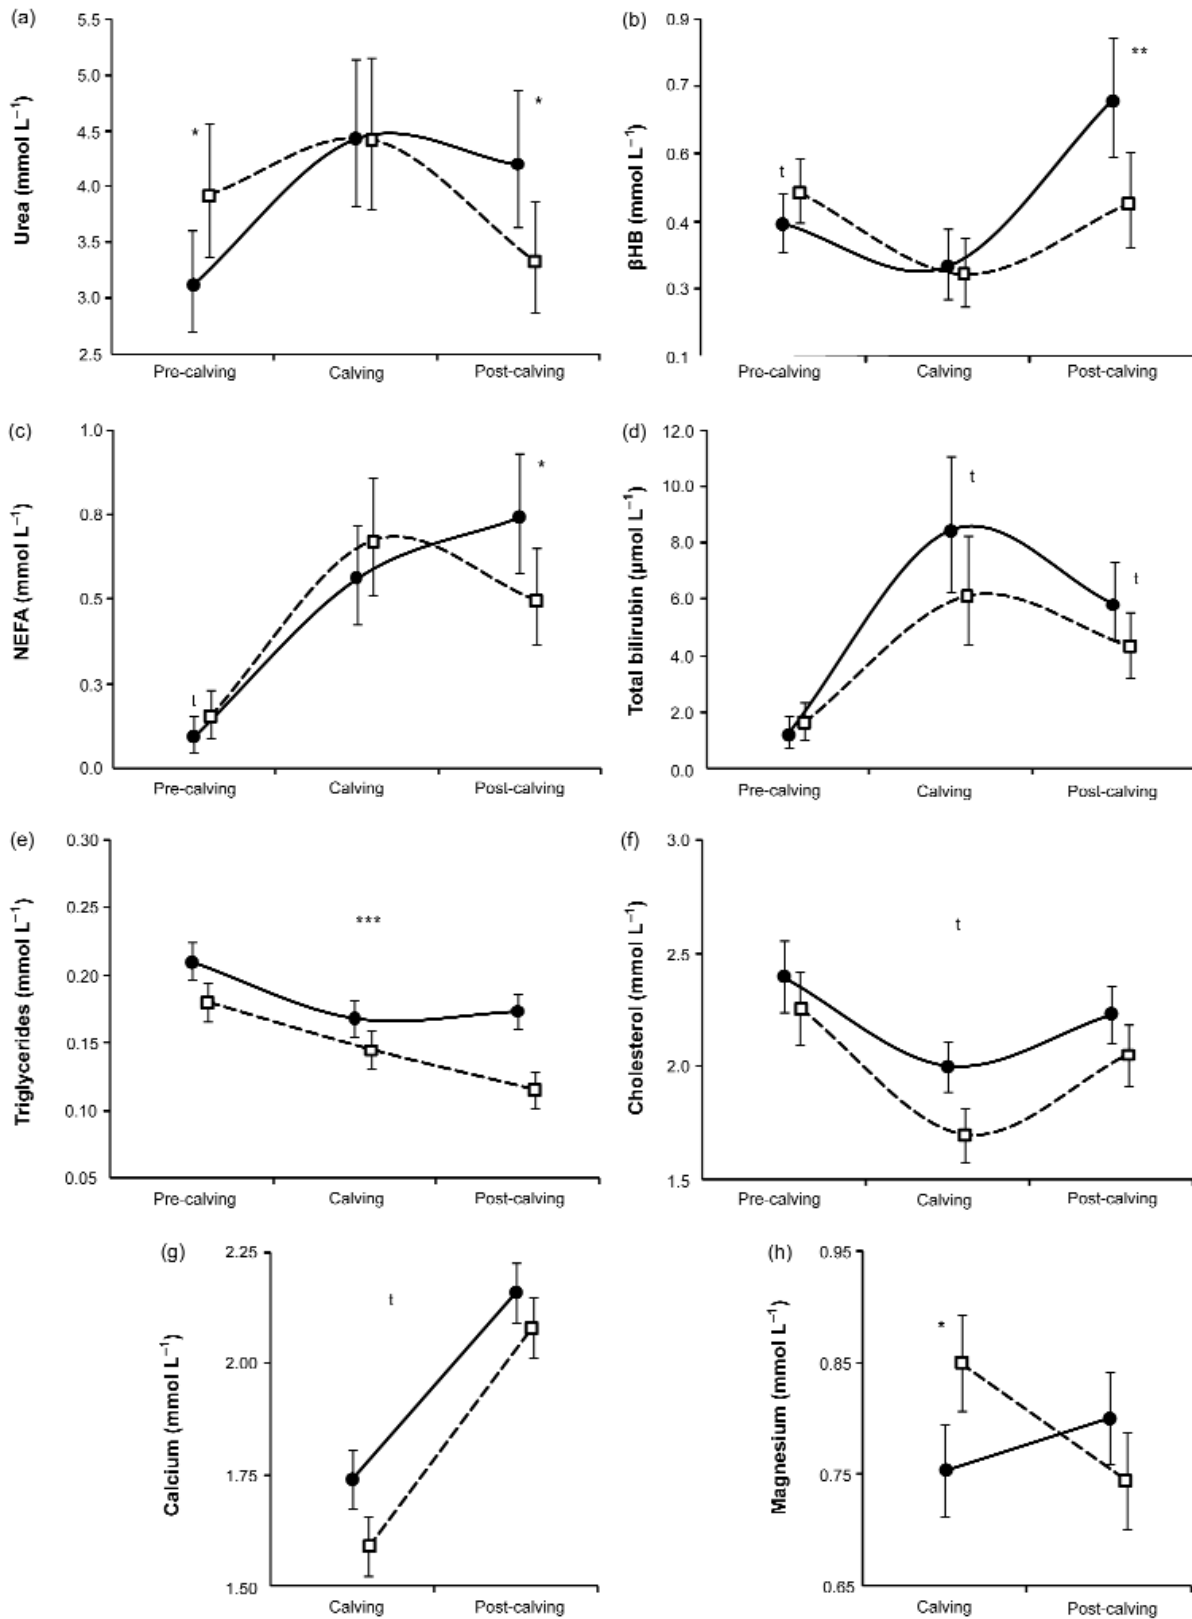 (a)
Urea (mmol L⁻¹)
5.5
5.0
4.5
4.0
3.5
3.0
2.5
*
*
Pre-calving Calving Post-calving
(b)
βHB (mmol L⁻¹)
0.9
0.7
0.6
0.4
0.3
0.1
t
**
Pre-calving Calving Post-calving
(c)
NEFA (mmol L⁻¹)
1.0
0.8
0.5
0.3
0.0
t
*
Pre-calving Calving Post-calving
(d)
Total bilirubin (µmol L⁻¹)
12.0
10.0
8.0
6.0
4.0
2.0
0.0
t
t
Pre-calving Calving Post-calving
(e)
Triglycerides (mmol L⁻¹)
0.30
0.25
0.20
0.15
0.10
0.05
***
Pre-calving Calving Post-calving
(f)
Cholesterol (mmol L⁻¹)
3.0
2.5
2.0
1.5
t
Pre-calving Calving Post-calving
(g)
Calcium (mmol L⁻¹)
2.25
2.00
1.75
1.50
t
Calving Post-calving
(h)
Magnesium (mmol L⁻¹)
0.95
0.85
0.75
0.65
*
Calving Post-calving